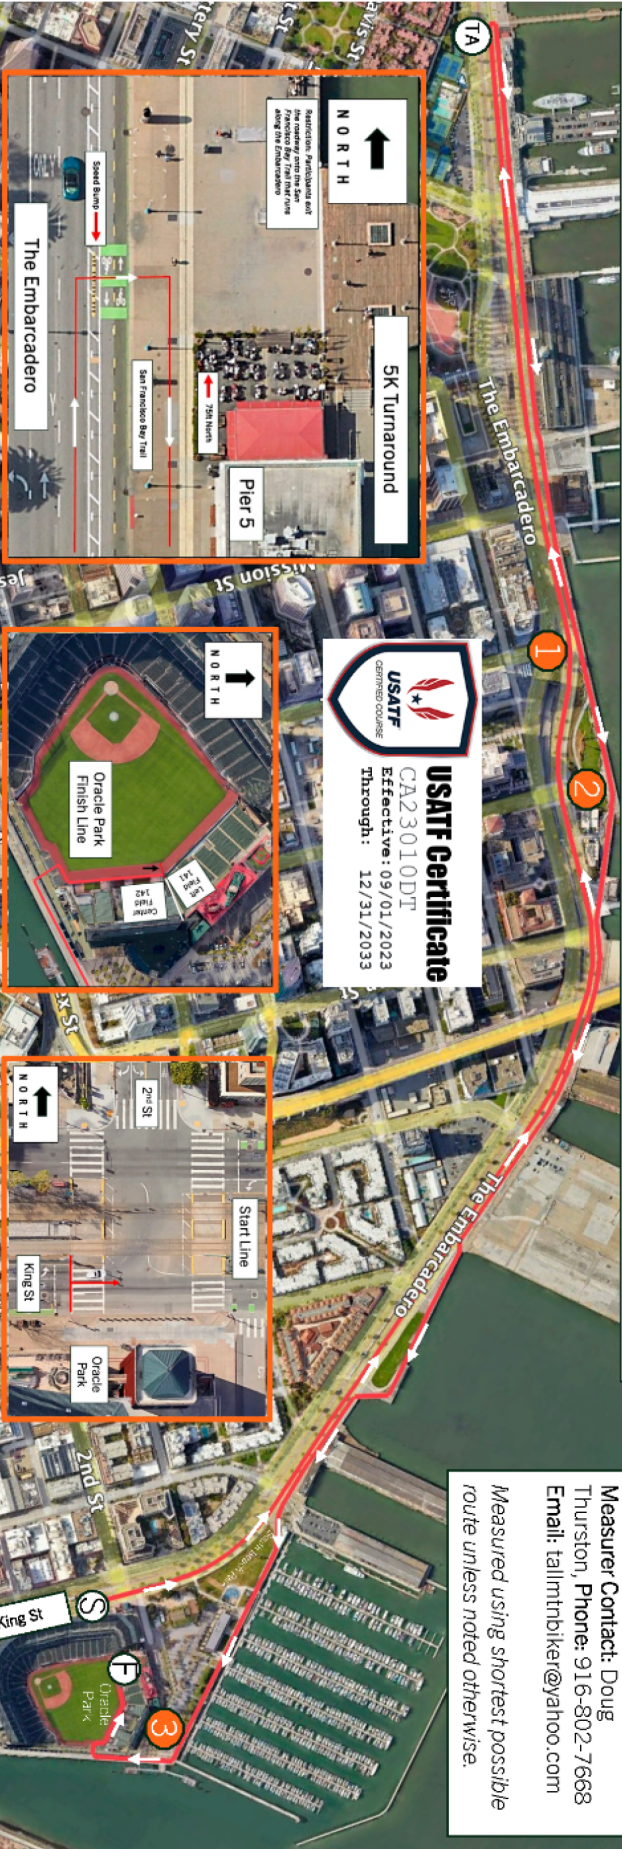 TA
The Embarcadero
Mission St
1
2
The Embarcadero
2nd St
King St
S
F
Oracle
Park
3
NORTH
Restriction: Participants exit
the roadway onto the San
Francisco Bay Trail that runs
along the Embarcadero
5K Turnaround
Speed Bump
75ft North
San Francisco Bay Trail
Pier 5
The Embarcadero
USATF
CERTIFIED COURSE
USATF Certificate
CA23010DT
Effective: 09/01/2023
Through: 12/31/2033
NORTH
Oracle Park
Finish Line
Left
Field
141
Center
Field
142
NORTH
2nd St
Start Line
King St
Oracle
Park
Measurer Contact: Doug
Thurston, Phone: 916-802-7668
Email: tallmtnbiker@yahoo.com
Measured using shortest possible
route unless noted otherwise.